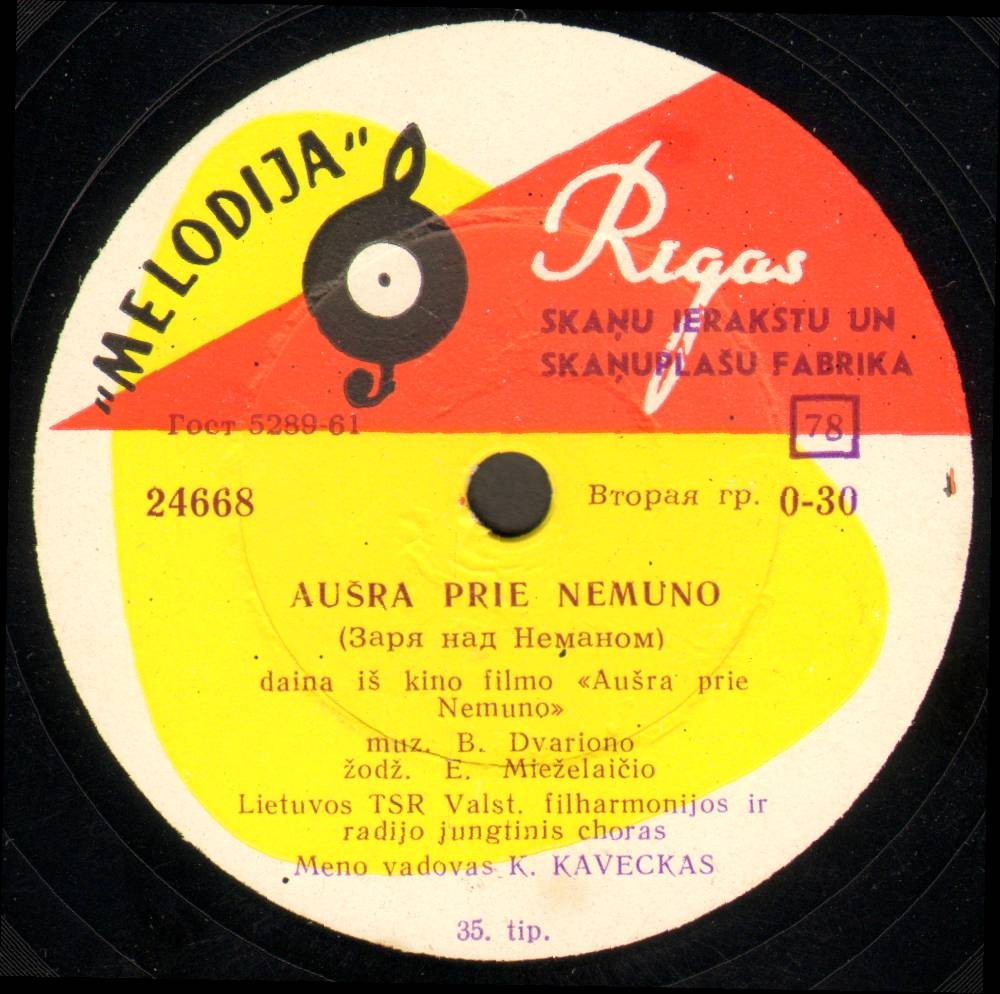 „MELODIJA”
Rigas
SKAŅU IERAKSTU UN
SKAŅUPLAŠU FABRIKA
Гост 5289-61
78
24668
Вторая гр. 0-30
AUŠRA PRIE NEMUNO
(Заря над Неманом)
daina iš kino filmo «Aušra prie
Nemuno»
muz. B. Dvariono
žodž. E. Mieželaičio
Lietuvos TSR Valst. filharmonijos ir
radijo jungtinis choras
Meno vadovas K. KAVECKAS
35. tip.